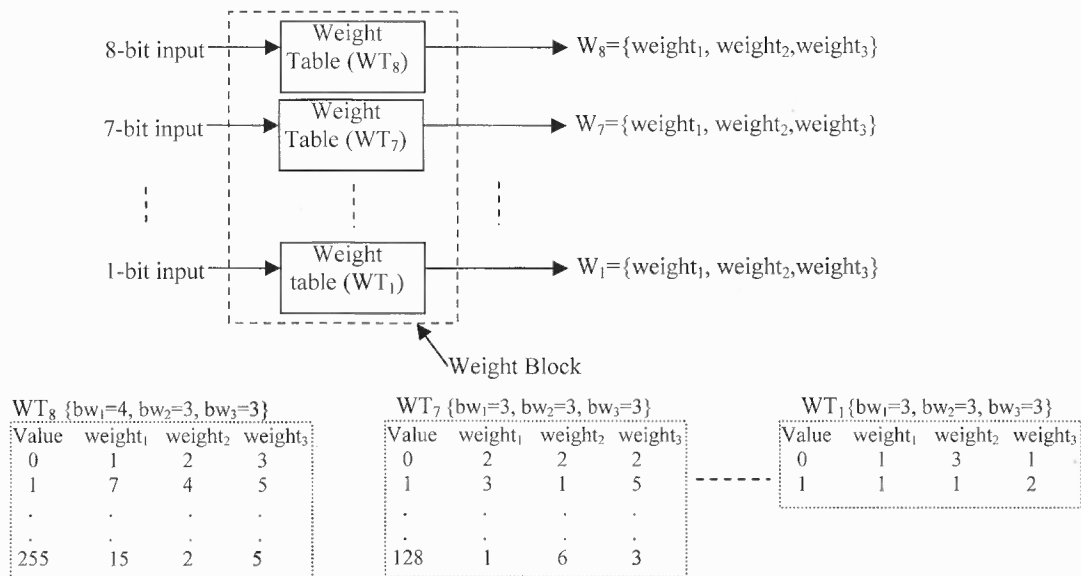 8-bit input
Weight
Table (WT₈)
W₈={weight₁, weight₂,weight₃}
7-bit input
Weight
Table (WT₇)
W₇={weight₁, weight₂,weight₃}
1-bit input
Weight
table (WT₁)
W₁={weight₁, weight₂,weight₃}
Weight Block
WT₈ {bw₁=4, bw₂=3, bw₃=3}
Value weight₁ weight₂ weight₃
0 1 2 3
1 7 4 5
. . . .
. . . .
255 15 2 5
WT₇ {bw₁=3, bw₂=3, bw₃=3}
Value weight₁ weight₂ weight₃
0 2 2 2
1 3 1 5
. . . .
. . . .
128 1 6 3
WT₁{bw₁=3, bw₂=3, bw₃=3}
Value weight₁ weight₂ weight₃
0 1 3 1
1 1 1 2